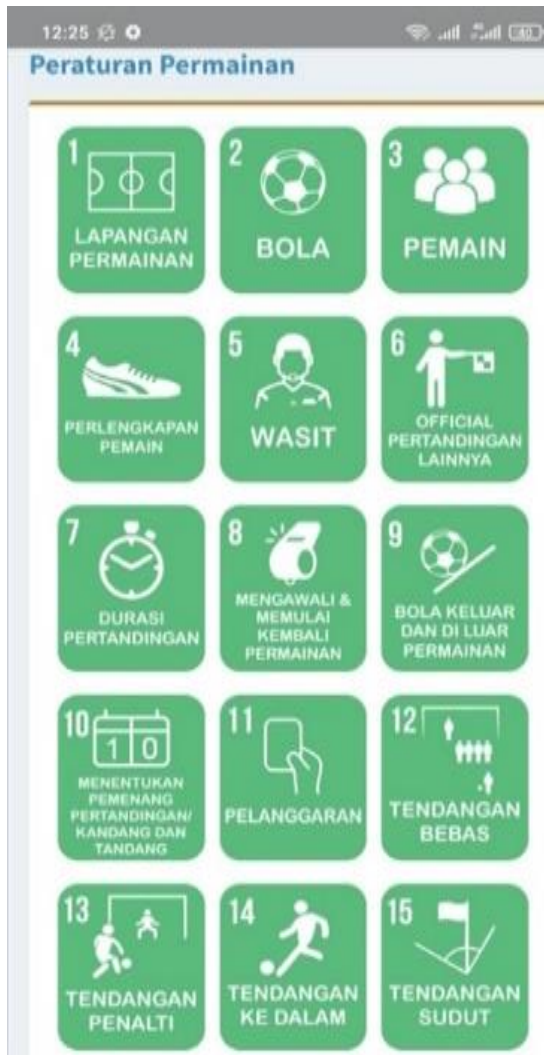 12:25
40
Peraturan Permainan
1
LAPANGAN
PERMAINAN
2
BOLA
3
PEMAIN
4
PERLENGKAPAN
PEMAIN
5
WASIT
6
OFFICIAL
PERTANDINGAN
LAINNYA
7
DURASI
PERTANDINGAN
8
MENGAWALI &
MEMULAI
KEMBALI
PERMAINAN
9
BOLA KELUAR
DAN DI LUAR
PERMAINAN
10
1 0
MENENTUKAN
PEMENANG
PERTANDINGAN/
KANDANG DAN
TANDANG
11
PELANGGARAN
12
TENDANGAN
BEBAS
13
TENDANGAN
PENALTI
14
TENDANGAN
KE DALAM
15
TENDANGAN
SUDUT